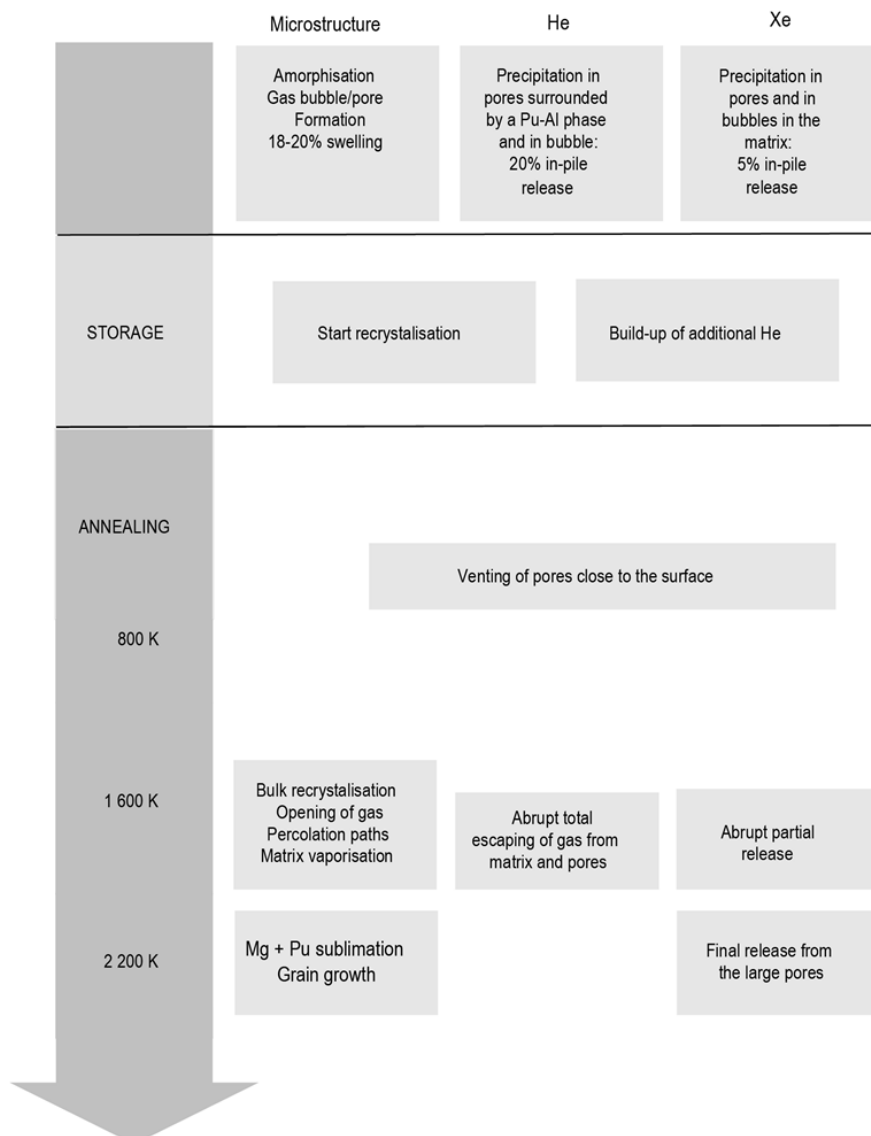 Microstructure
He
Xe
Amorphisation
Gas bubble/pore
Formation
18-20% swelling
Precipitation in
pores surrounded
by a Pu-Al phase
and in bubble:
20% in-pile
release
Precipitation in
pores and in
bubbles in the
matrix:
5% in-pile
release
STORAGE
Start recrystalisation
Build-up of additional He
ANNEALING
Venting of pores close to the surface
800 K
1 600 K
Bulk recrystalisation
Opening of gas
Percolation paths
Matrix vaporisation
Abrupt total
escaping of gas from
matrix and pores
Abrupt partial
release
2 200 K
Mg + Pu sublimation
Grain growth
Final release from
the large pores